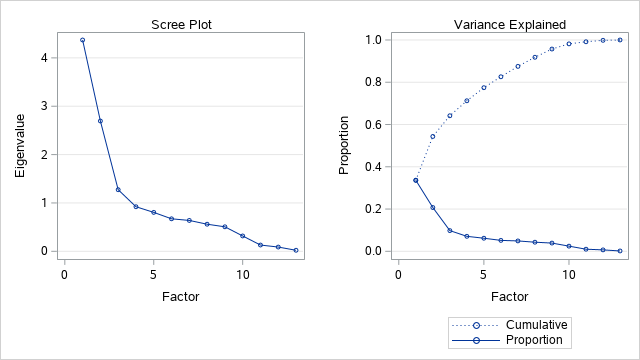 Scree Plot
Eigenvalue
4
3
2
1
0
0 5 10
Factor
Variance Explained
Proportion
1.0
0.8
0.6
0.4
0.2
0.0
0 5 10
Factor
Cumulative
Proportion